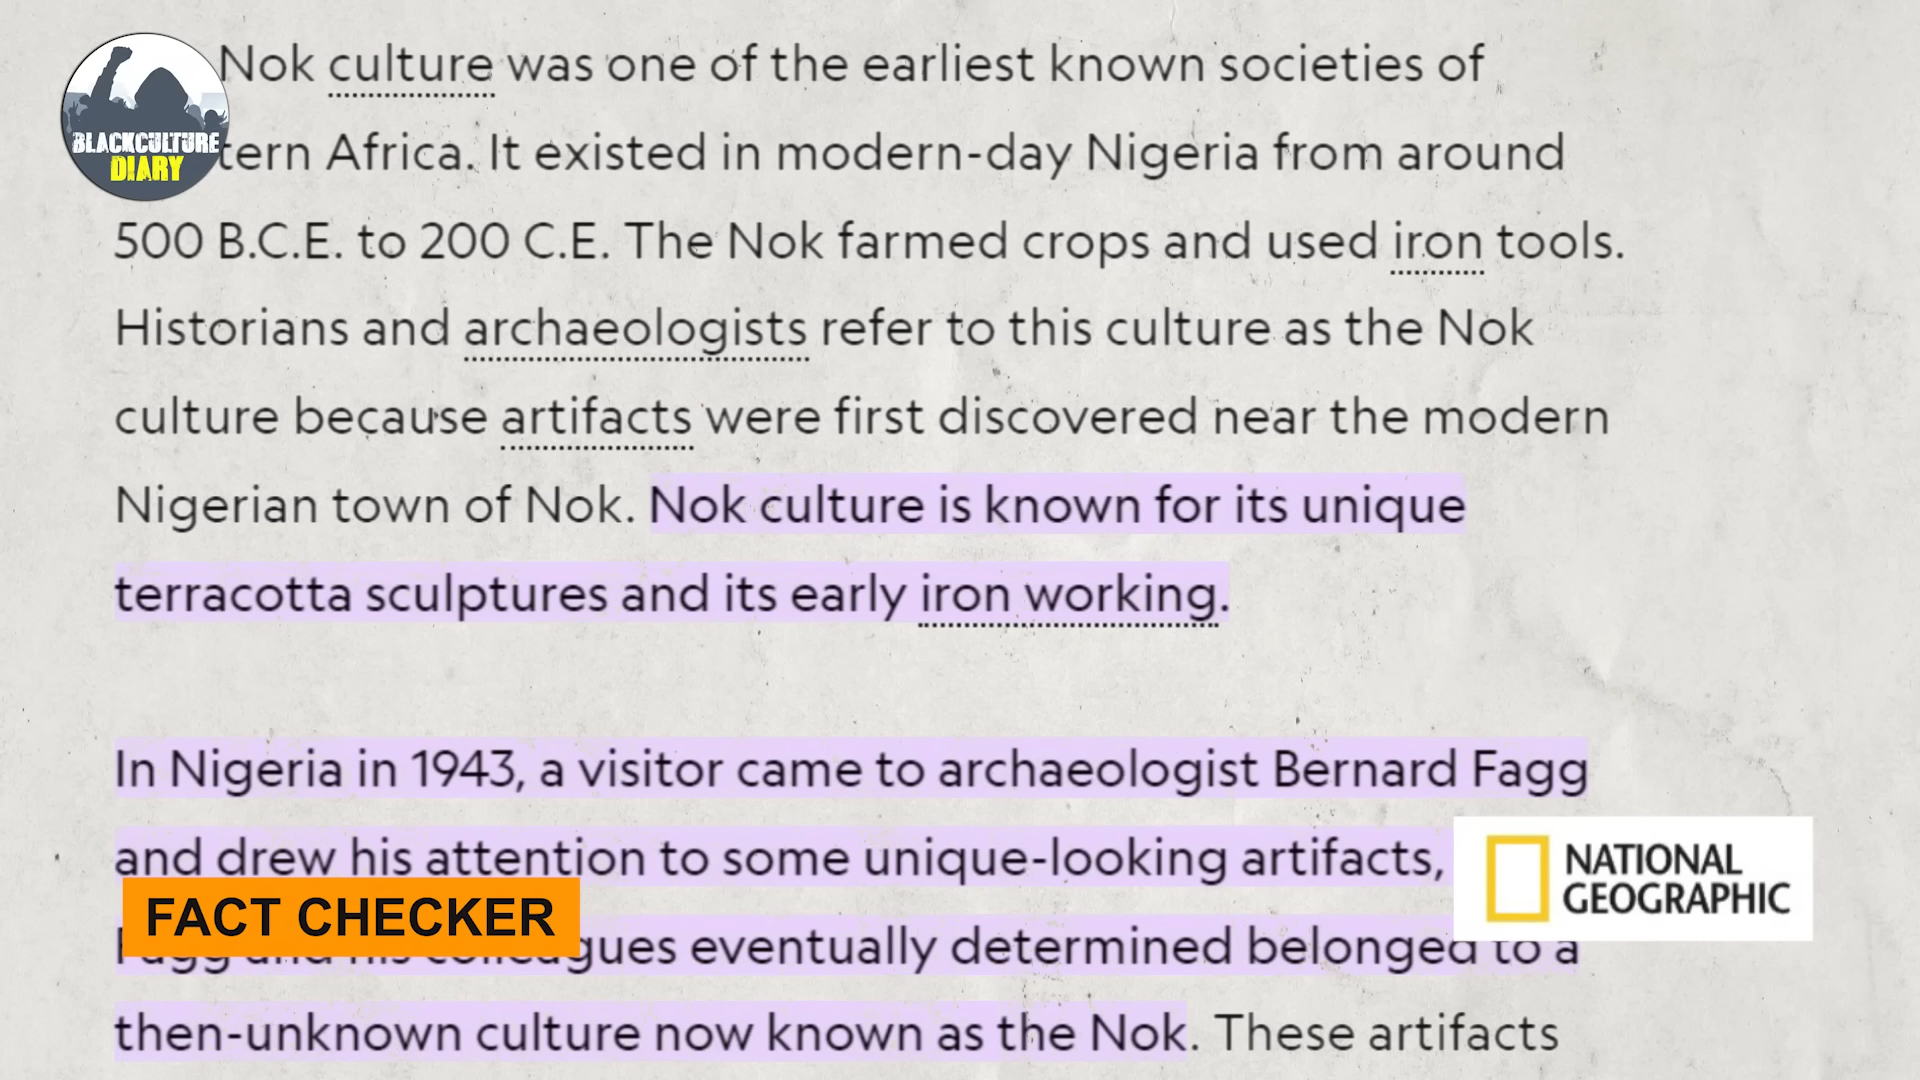 Nok culture was one of the earliest known societies of
BLACKCULTURE
DIARY
tern Africa. It existed in modern-day Nigeria from around
500 B.C.E. to 200 C.E. The Nok farmed crops and used iron tools.
Historians and archaeologists refer to this culture as the Nok
culture because artifacts were first discovered near the modern
Nigerian town of Nok. Nok culture is known for its unique
terracotta sculptures and its early iron working.
In Nigeria in 1943, a visitor came to archaeologist Bernard Fagg
and drew his attention to some unique-looking artifacts,
NATIONAL
GEOGRAPHIC
FACT CHECKER
Fagg and his colleagues eventually determined belonged to a
then-unknown culture now known as the Nok. These artifacts